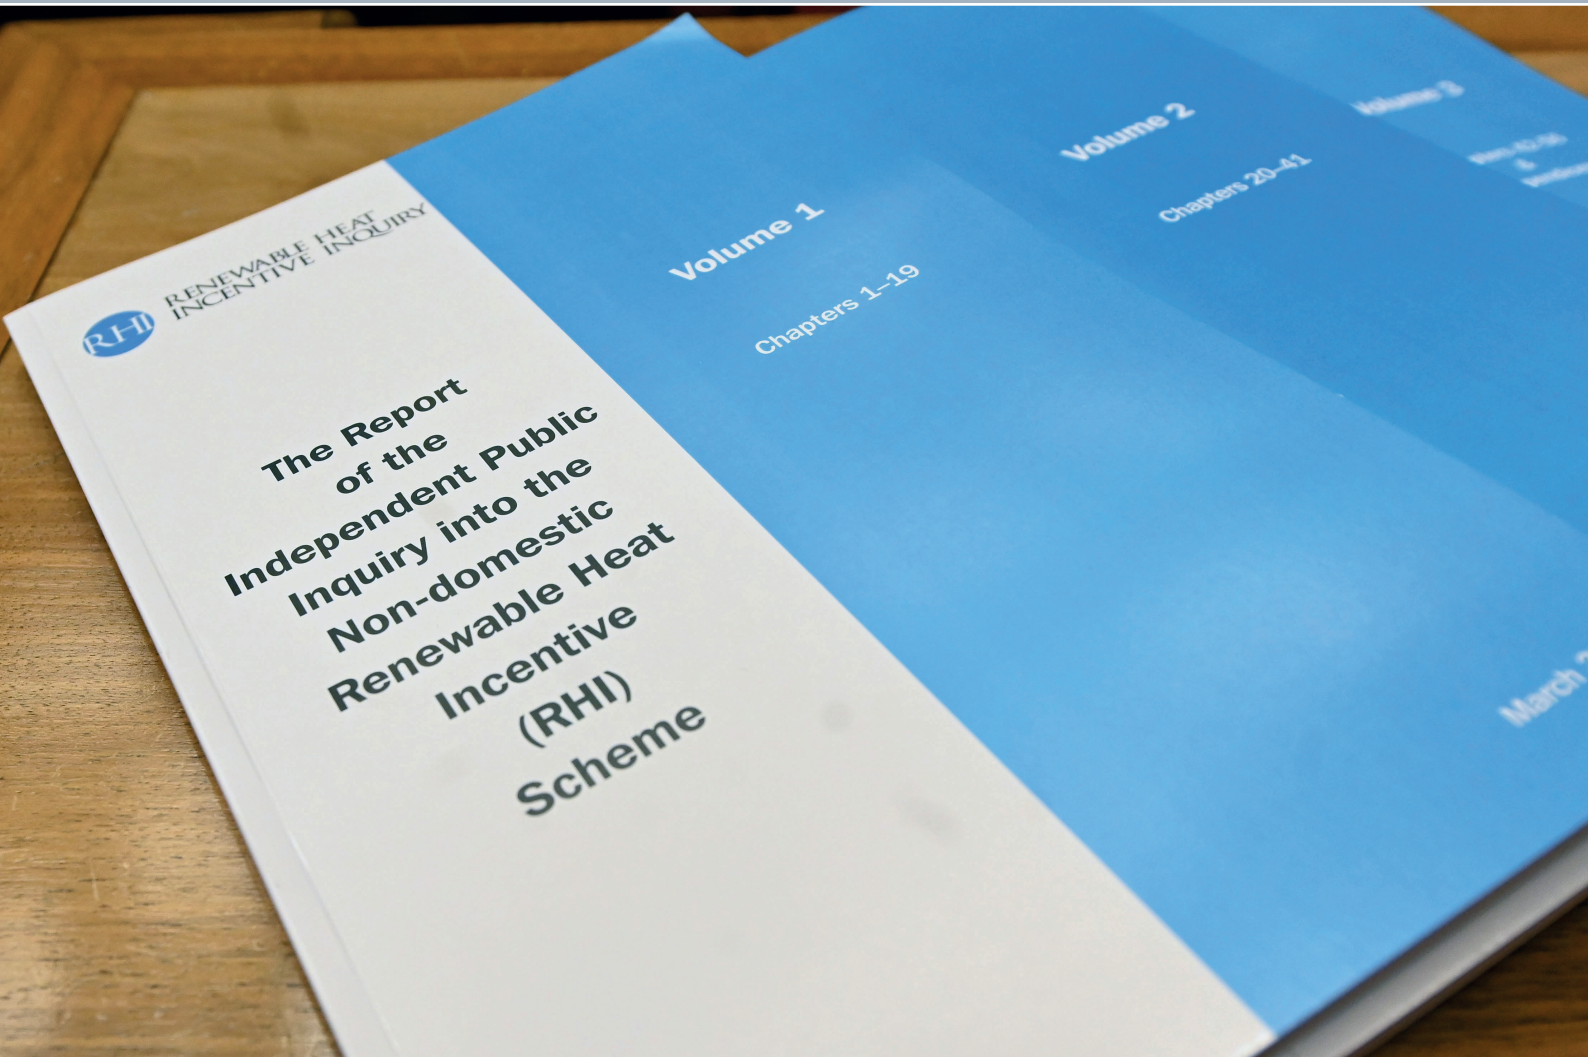 RHI
RENEWABLE HEAT
INCENTIVE INQUIRY
The Report
of the
Independent Public
Inquiry into the
Non-domestic
Renewable Heat
Incentive
(RHI)
Scheme
Volume 1
Chapters 1–19
Volume 2
Chapters 20–41
Volume 3
&
March